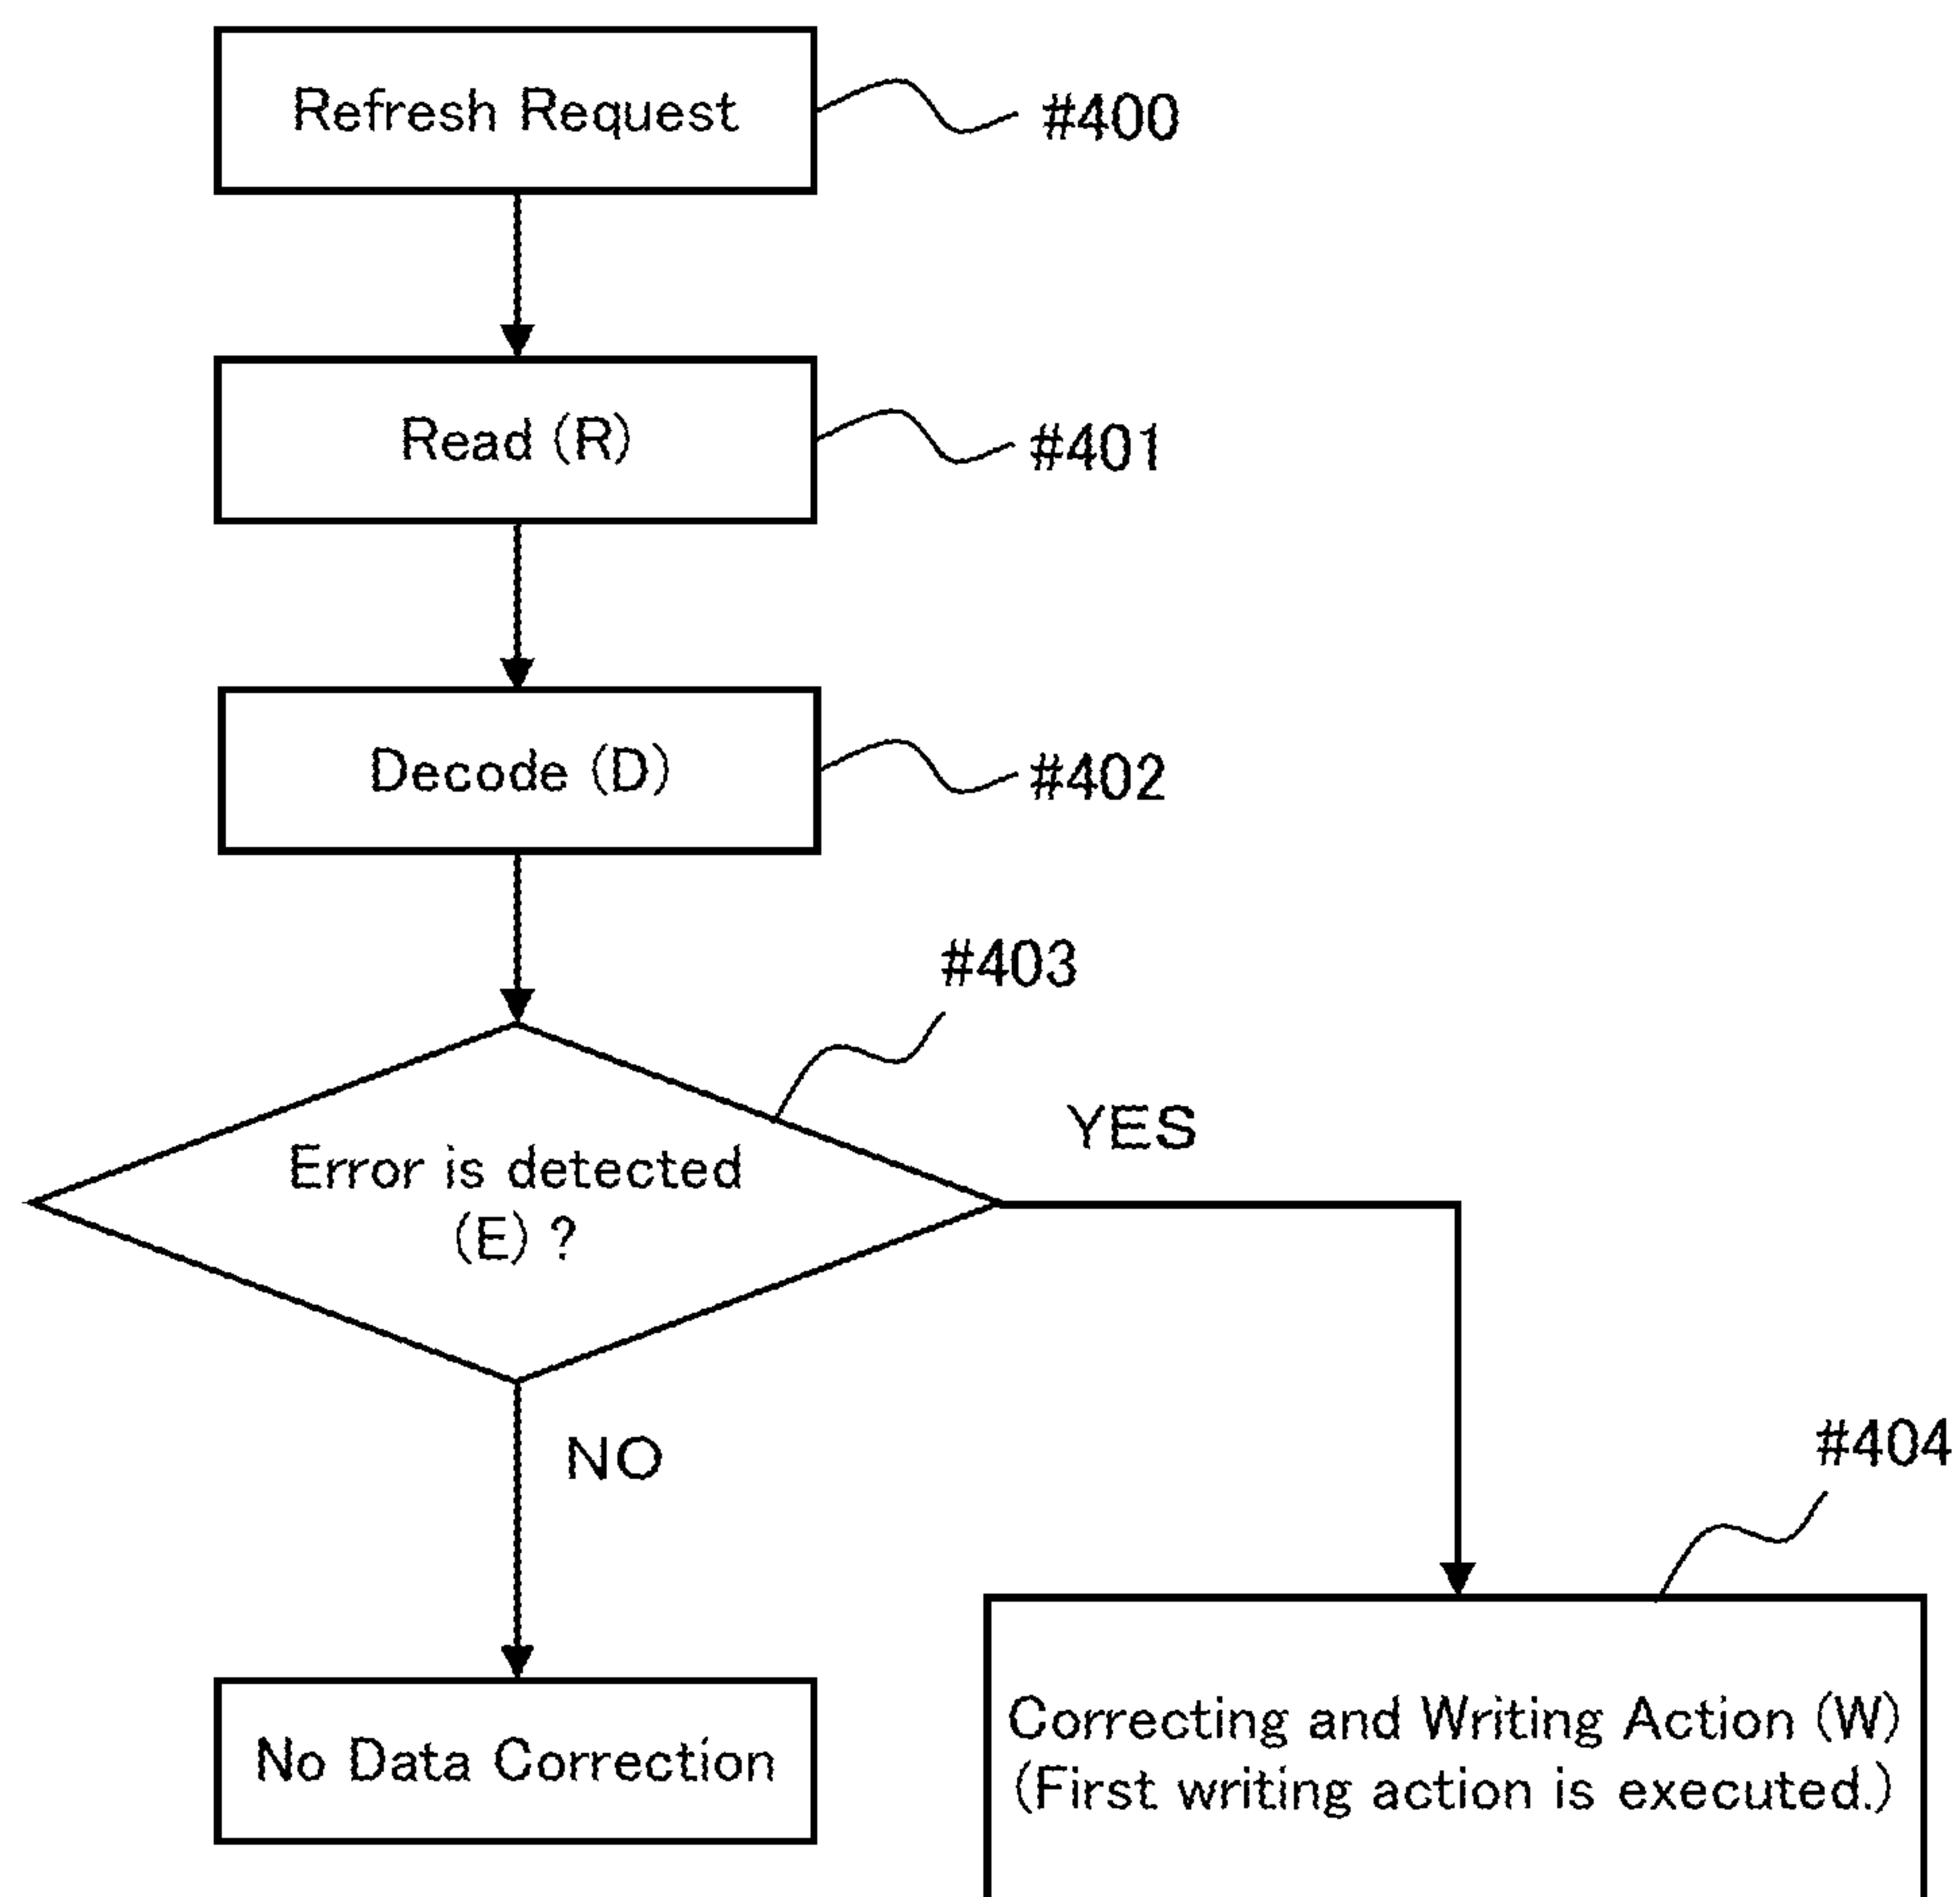 Refresh Request
#400
Read (R)
#401
Decode (D)
#402
#403
Error is detected
(E) ?
YES
NO
#404
No Data Correction
Correcting and Writing Action (W)
(First writing action is executed.)